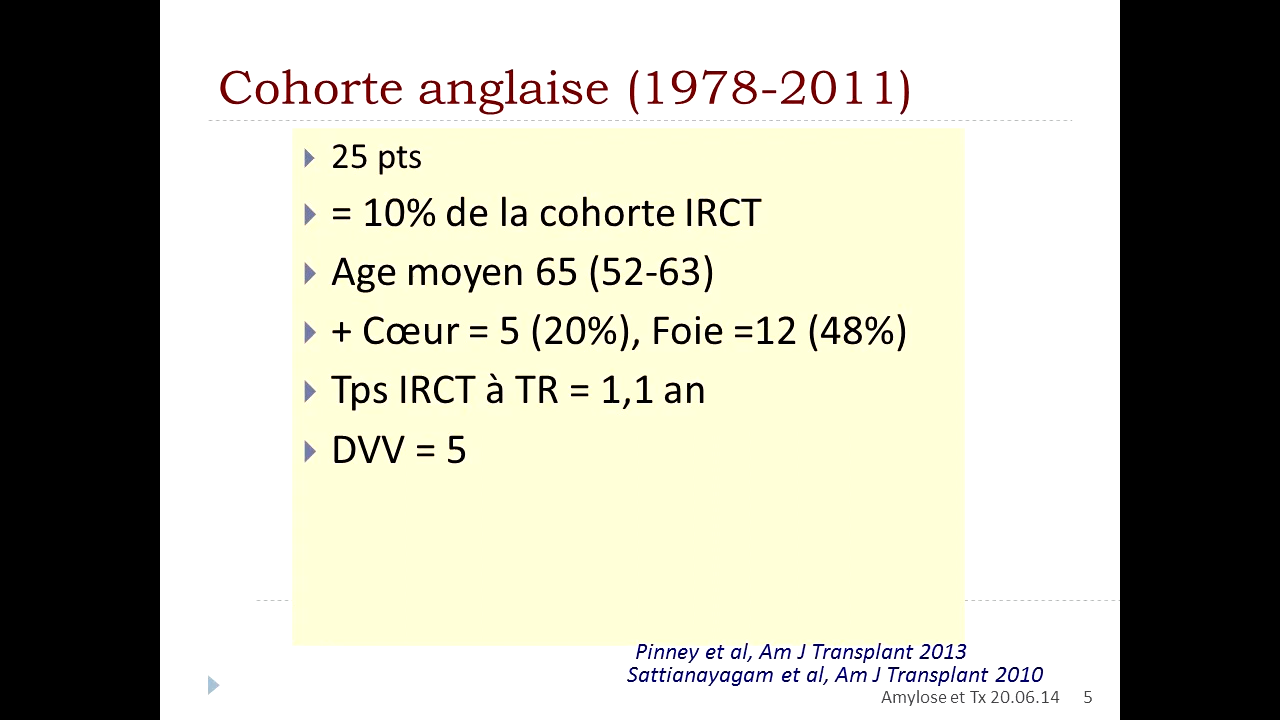 Cohorte anglaise (1978-2011)
25 pts
= 10% de la cohorte IRCT
Age moyen 65 (52-63)
+ Cœur = 5 (20%), Foie =12 (48%)
Tps IRCT à TR = 1,1 an
DVV = 5
Pinney et al, Am J Transplant 2013
Sattianayagam et al, Am J Transplant 2010
Amylose et Tx 20.06.14 5